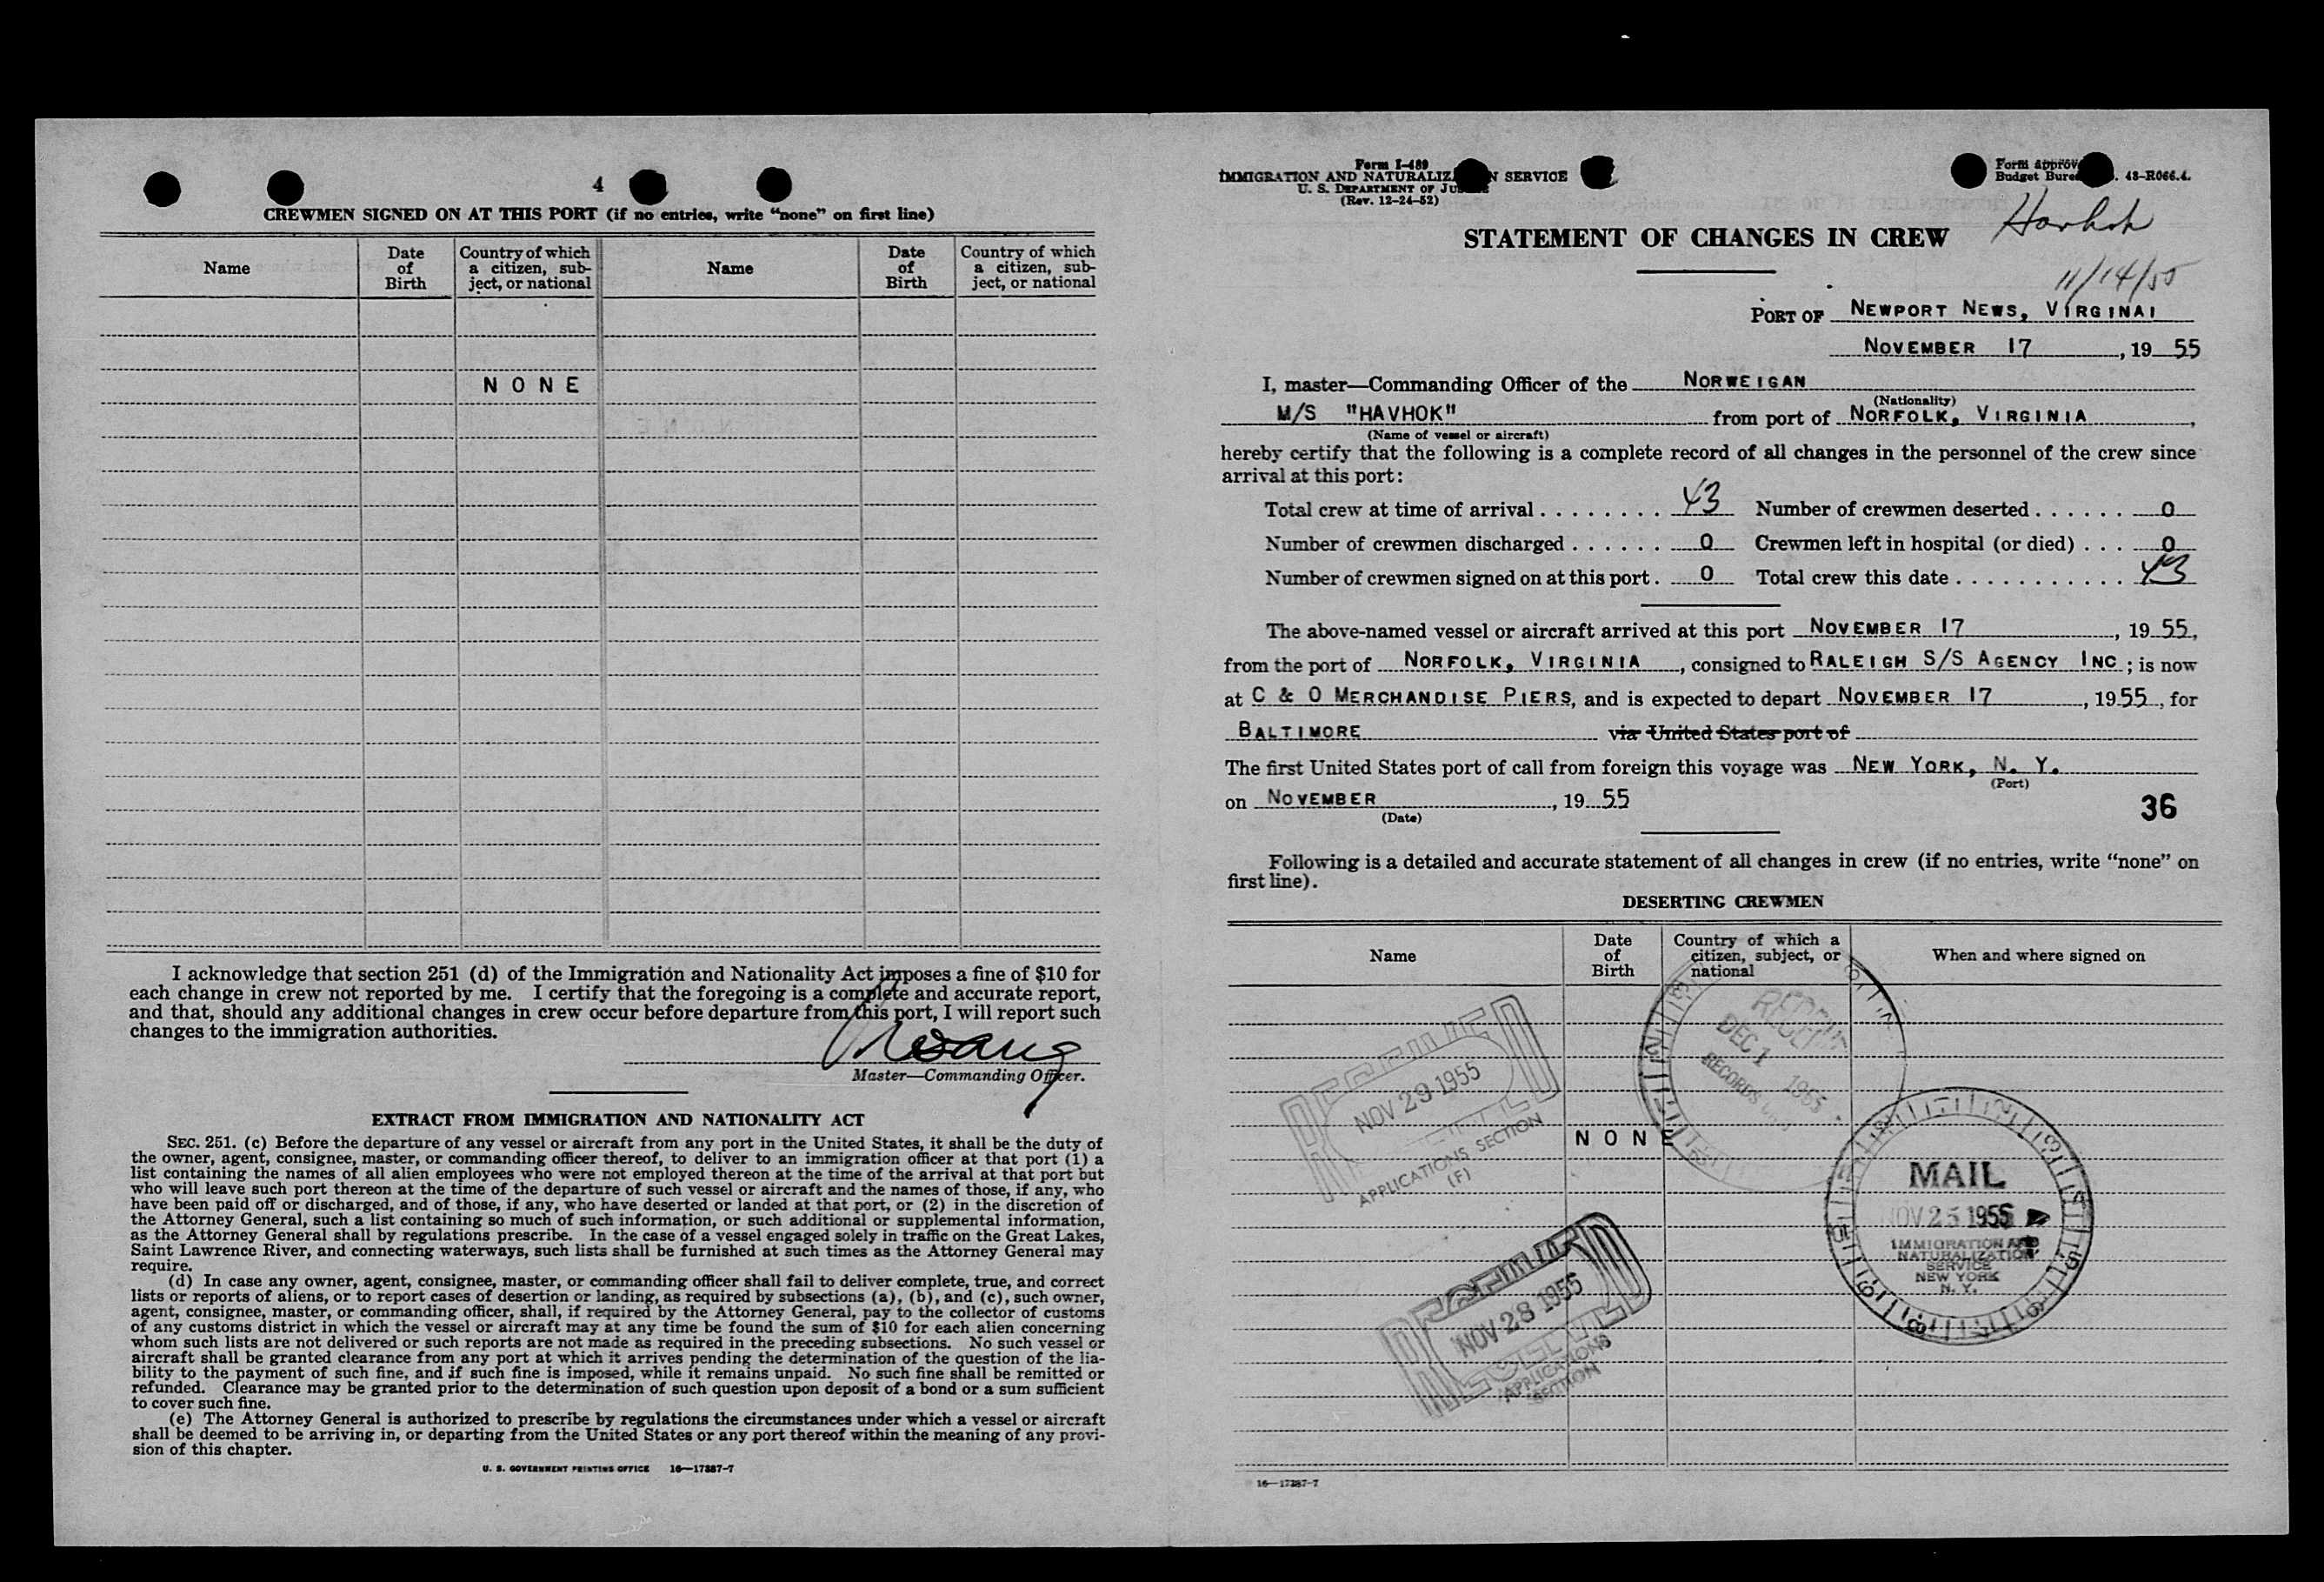 4
CREWMEN SIGNED ON AT THIS PORT (if no entries, write “none” on first line)
Name
Date of Birth
Country of which a citizen, sub-ject, or national
Name
Date of Birth
Country of which a citizen, sub-ject, or national
NONE
I acknowledge that section 251 (d) of the Immigration and Nationality Act imposes a fine of $10 for
each change in crew not reported by me. I certify that the foregoing is a complete and accurate report,
and that, should any additional changes in crew occur before departure from this port, I will report such
changes to the immigration authorities.
Master—Commanding Officer.
EXTRACT FROM IMMIGRATION AND NATIONALITY ACT
SEC. 251. (c) Before the departure of any vessel or aircraft from any port in the United States, it shall be the duty of
the owner, agent, consignee, master, or commanding officer thereof, to deliver to an immigration officer at that port (1) a
list containing the names of all alien employees who were not employed thereon at the time of the arrival at that port but
who will leave such port thereon at the time of the departure of such vessel or aircraft and the names of those, if any, who
have been paid off or discharged, and of those, if any, who have deserted or landed at that port, or (2) in the discretion of
the Attorney General, such a list containing so much of such information, or such additional or supplemental information,
as the Attorney General shall by regulations prescribe. In the case of a vessel engaged solely in traffic on the Great Lakes,
Saint Lawrence River, and connecting waterways, such lists shall be furnished at such times as the Attorney General may
require.
(d) In case any owner, agent, consignee, master, or commanding officer shall fail to deliver complete, true, and correct
lists or reports of aliens, or to report cases of desertion or landing, as required by subsections (a), (b), and (c), such owner,
agent, consignee, master, or commanding officer, shall, if required by the Attorney General, pay to the collector of customs
of any customs district in which the vessel or aircraft may at any time be found the sum of $10 for each alien concerning
whom such lists are not delivered or such reports are not made as required in the preceding subsections. No such vessel or
aircraft shall be granted clearance from any port at which it arrives pending the determination of the question of the lia-
bility to the payment of such fine, and if such fine is imposed, while it remains unpaid. No such fine shall be remitted or
refunded. Clearance may be granted prior to the determination of such question upon deposit of a bond or a sum sufficient
to cover such fine.
(e) The Attorney General is authorized to prescribe by regulations the circumstances under which a vessel or aircraft
shall be deemed to be arriving in, or departing from the United States or any port thereof within the meaning of any provi-
sion of this chapter.
U. S. GOVERNMENT PRINTING OFFICE 16—17387-7
Form I-489
IMMIGRATION AND SERVICE
U. S. DEPARTMENT OF
(Rev. 12-24-52)
Form
Budget 43-R066.4.
Havhok
STATEMENT OF CHANGES IN CREW
11/14/55
PORT OF NEWPORT NEWS, VIRGINAI
NOVEMBER 17, 1955
I, master—Commanding Officer of the NORWEIGAN
(Nationality)
M/S "HAVHOK" from port of NORFOLK, VIRGINIA,
(Name of vessel or aircraft)
hereby certify that the following is a complete record of all changes in the personnel of the crew since
arrival at this port:
Total crew at time of arrival . . . . . . . . 43 Number of crewmen deserted . . . . . . 0
Number of crewmen discharged . . . . . . 0 Crewmen left in hospital (or died) . . . 0
Number of crewmen signed on at this port . 0 Total crew this date . . . . . . . . . . . 43
The above-named vessel or aircraft arrived at this port NOVEMBER 17, 1955,
from the port of NORFOLK, VIRGINIA, consigned to RALEIGH S/S AGENCY INC; is now
at C & O MERCHANDISE PIERS, and is expected to depart NOVEMBER 17, 1955, for
BALTIMORE via United States port of
The first United States port of call from foreign this voyage was NEW YORK, N. Y.
(Port)
on NOVEMBER, 1955
(Date)
36
Following is a detailed and accurate statement of all changes in crew (if no entries, write “none” on
first line).
DESERTING CREWMEN
Name
Date of Birth
Country of which a citizen, subject, or national
When and where signed on
RECEIVED
DEC 1 1955
RECORDS
NOV 29 1955
APPLICATIONS SECTION
(F)
NONE
MAIL
NOV 25 1955
IMMIGRATION AND
NATURALIZATION
SERVICE
NEW YORK
N. Y.
NOV 28 1955
APPLICATIONS
SECTION
16—17387-7